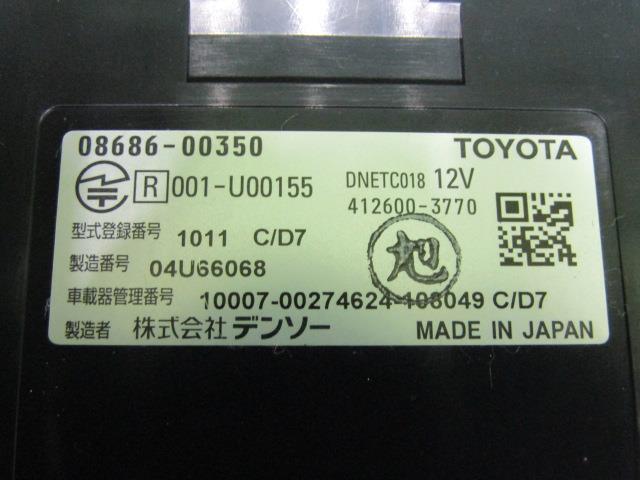 08686-00350 TOYOTA
R 001-U00155 DNETC018 12V
412600-3770
型式登録番号 1011 C/D7
旭
製造番号 04U66068
車載器管理番号 10007-00274624-108049 C/D7
製造者 株式会社デンソー MADE IN JAPAN